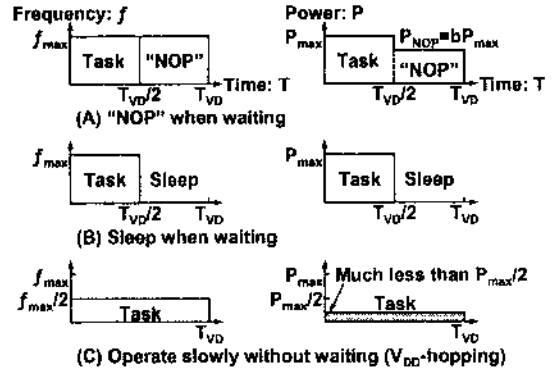 Frequency: f
Power: P
fmax
Task
"NOP"
Time: T
TVD/2
TVD
Pmax
PNOP=bPmax
Task
"NOP"
Time: T
TVD/2
TVD
(A) "NOP" when waiting
fmax
Task
Sleep
TVD/2
TVD
Pmax
Task
Sleep
TVD/2
TVD
(B) Sleep when waiting
fmax
fmax/2
Task
TVD
Pmax
Much less than Pmax/2
Pmax/2
Task
TVD
(C) Operate slowly without waiting (VDD-hopping)